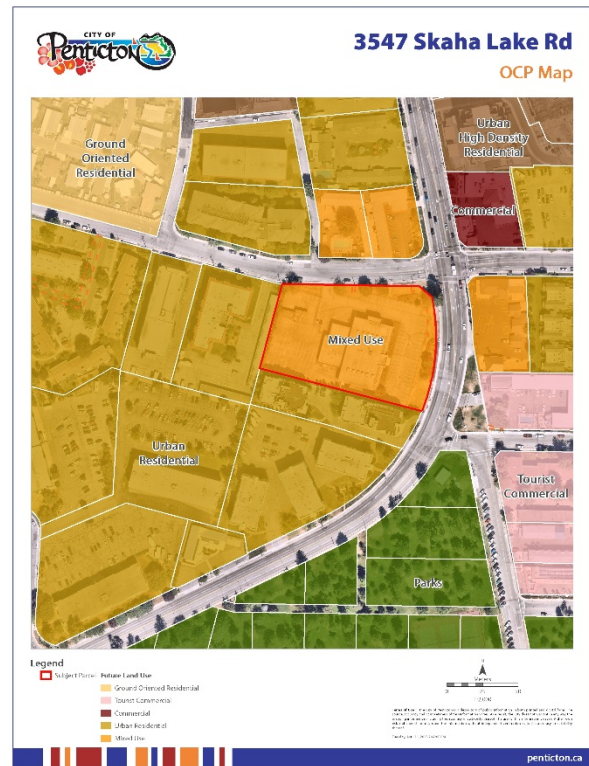 CITY OF
Penticton
3547 Skaha Lake Rd
OCP Map
Ground
Oriented
Residential
Urban
High Density
Residential
Commercial
Mixed Use
Urban
Residential
Tourist
Commercial
Parks
Legend
Subject Parcel
Future Land Use
Ground Oriented Residential
Tourist Commercial
Commercial
Urban Residential
Mixed Use
Meters
penticton.ca